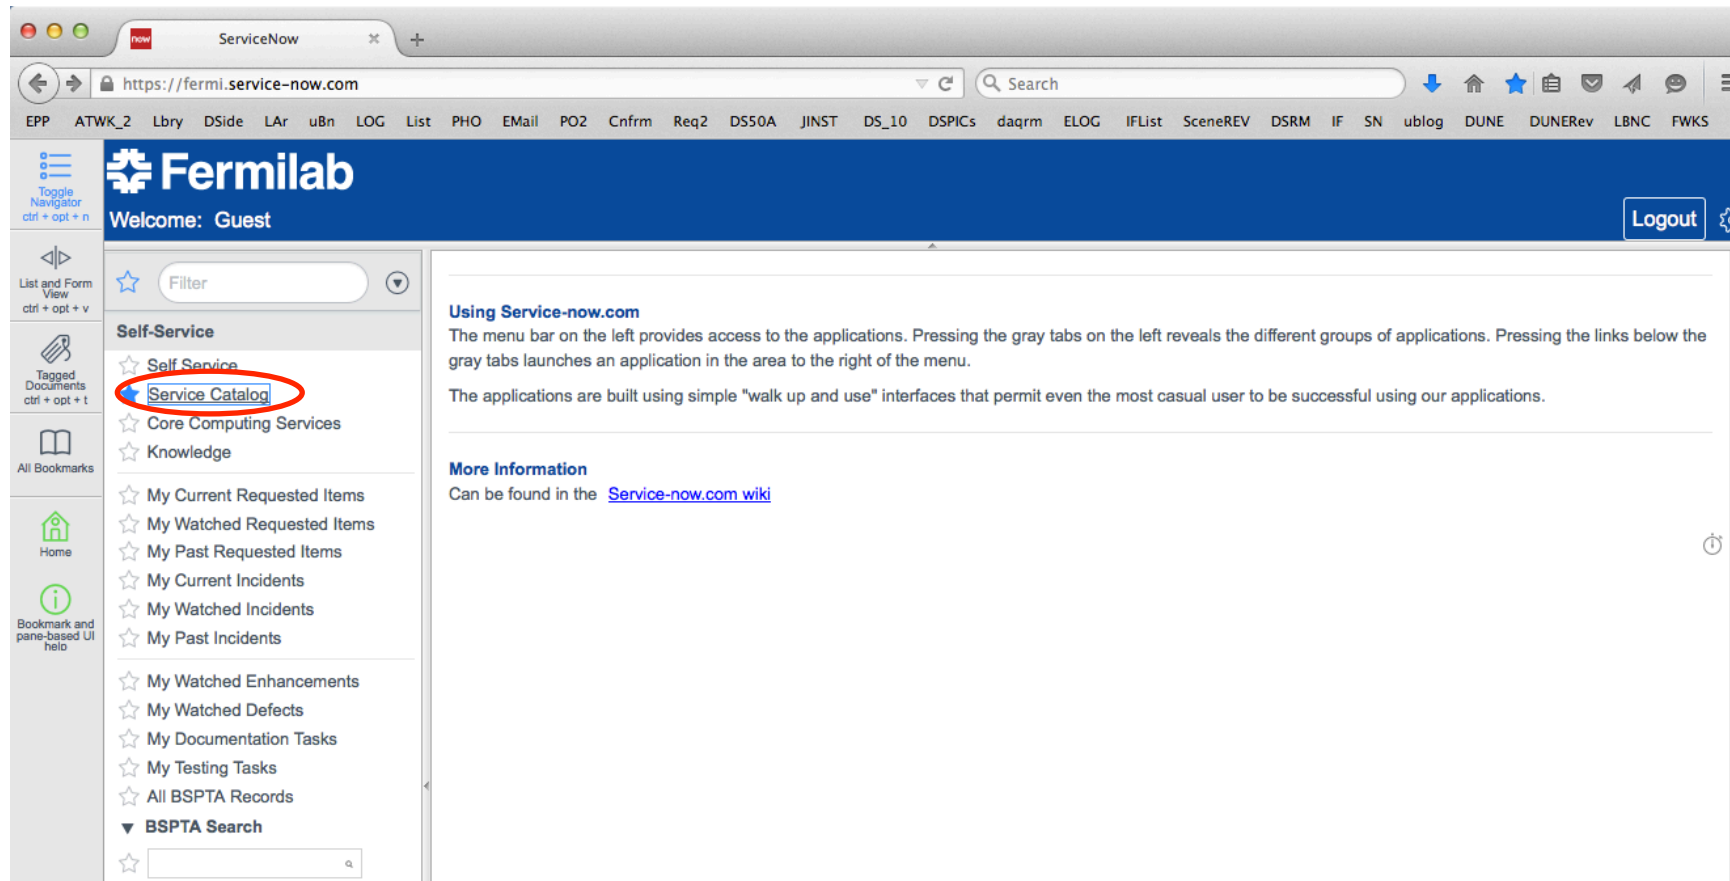 now ServiceNow
https://fermi.service-now.com
Search
EPP ATWK_2 Lbry DSide LAr uBn LOG List PHO EMail PO2 Cnfrm Req2 DS50A JINST DS_10 DSPICs daqrm ELOG IFList SceneREV DSRM IF SN ublog DUNE DUNERev LBNC FWKS
Toggle
Navigator
ctrl + opt + n
List and Form
View
ctrl + opt + v
Tagged
Documents
ctrl + opt + t
All Bookmarks
Home
Bookmark and
pane-based UI
help
Fermilab
Welcome: Guest
Logout
Filter
Self-Service
Self Service
Service Catalog
Core Computing Services
Knowledge
My Current Requested Items
My Watched Requested Items
My Past Requested Items
My Current Incidents
My Watched Incidents
My Past Incidents
My Watched Enhancements
My Watched Defects
My Documentation Tasks
My Testing Tasks
All BSPTA Records
BSPTA Search
Using Service-now.com
The menu bar on the left provides access to the applications. Pressing the gray tabs on the left reveals the different groups of applications. Pressing the links below the
gray tabs launches an application in the area to the right of the menu.
The applications are built using simple "walk up and use" interfaces that permit even the most casual user to be successful using our applications.
More Information
Can be found in the Service-now.com wiki